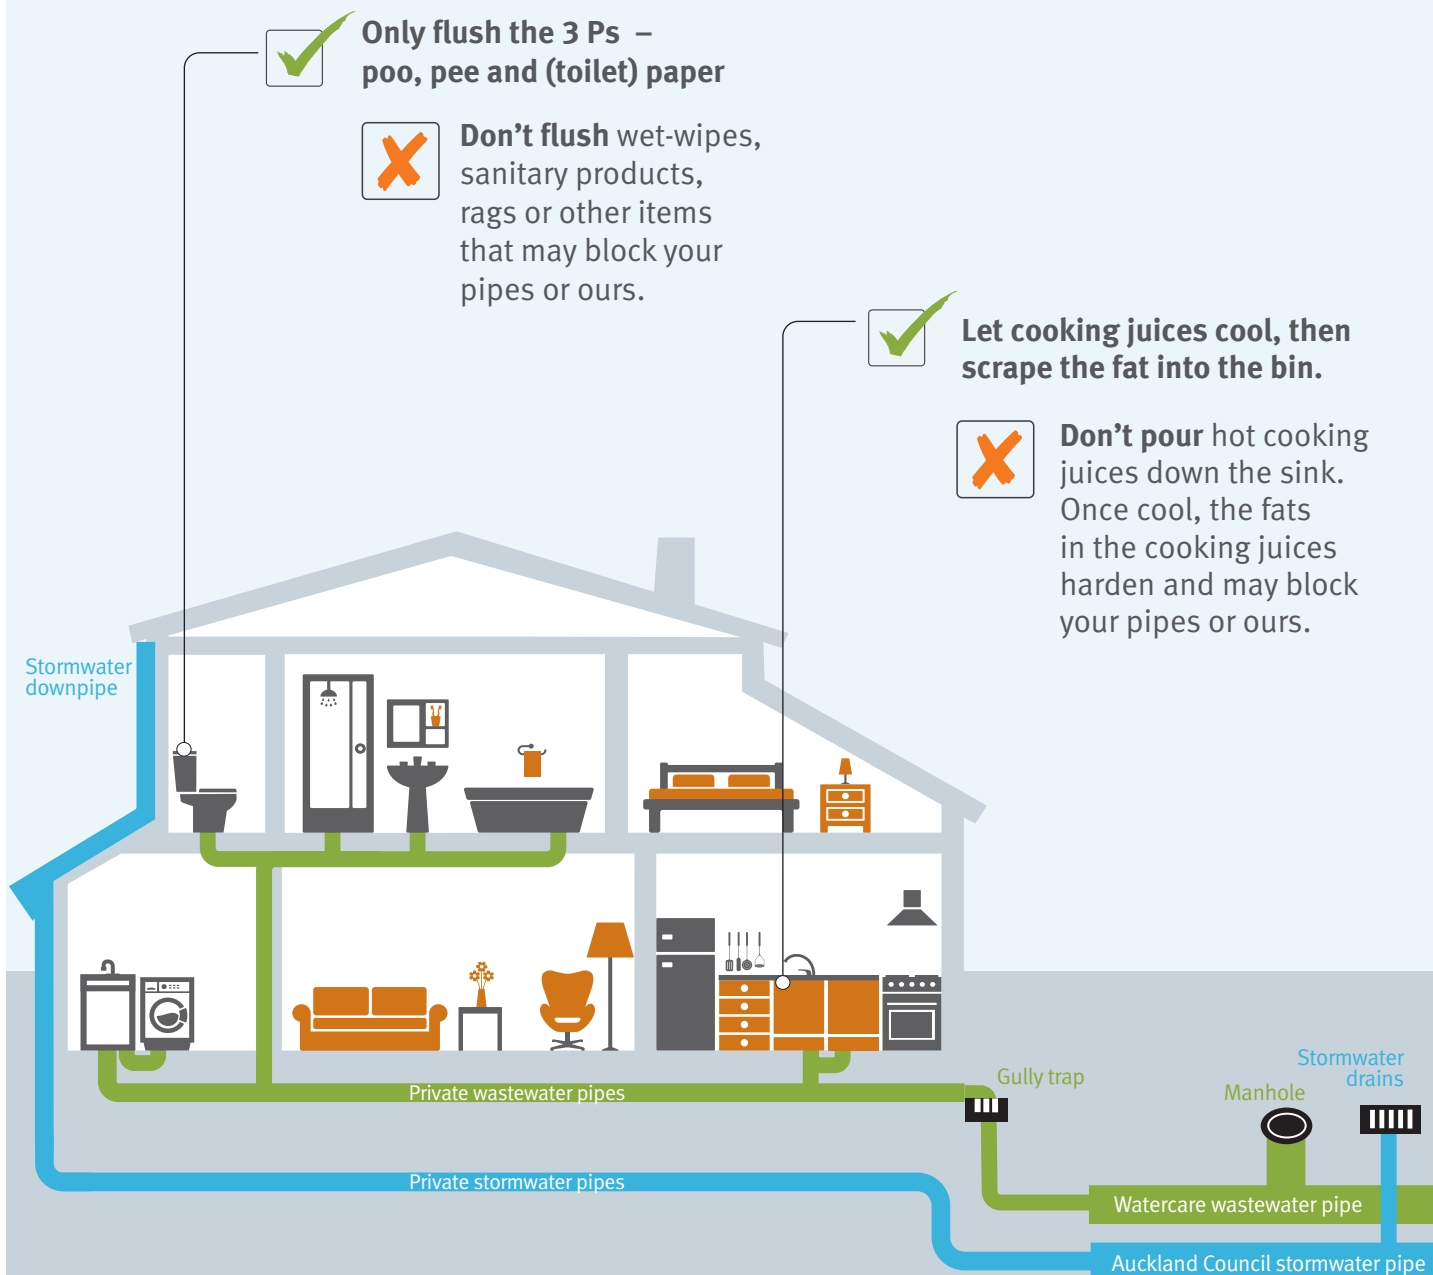 Only flush the 3 Ps –
poo, pee and (toilet) paper
Don’t flush wet-wipes,
sanitary products,
rags or other items
that may block your
pipes or ours.
Let cooking juices cool, then
scrape the fat into the bin.
Don’t pour hot cooking
juices down the sink.
Once cool, the fats
in the cooking juices
harden and may block
your pipes or ours.
Stormwater
downpipe
Private wastewater pipes
Gully trap
Manhole
Stormwater
drains
Private stormwater pipes
Watercare wastewater pipe
Auckland Council stormwater pipe